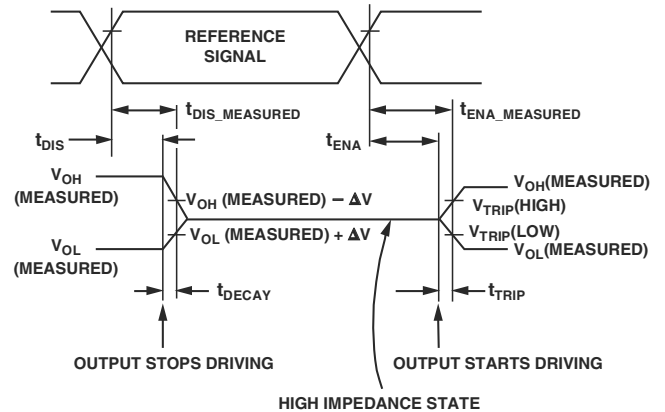 REFERENCE
SIGNAL
tDIS_MEASURED
tENA_MEASURED
tDIS
tENA
VOH
(MEASURED)
VOH (MEASURED) − ΔV
VOH(MEASURED)
VTRIP(HIGH)
VOL
(MEASURED)
VOL (MEASURED) + ΔV
VTRIP(LOW)
VOL(MEASURED)
tDECAY
tTRIP
OUTPUT STOPS DRIVING
OUTPUT STARTS DRIVING
HIGH IMPEDANCE STATE